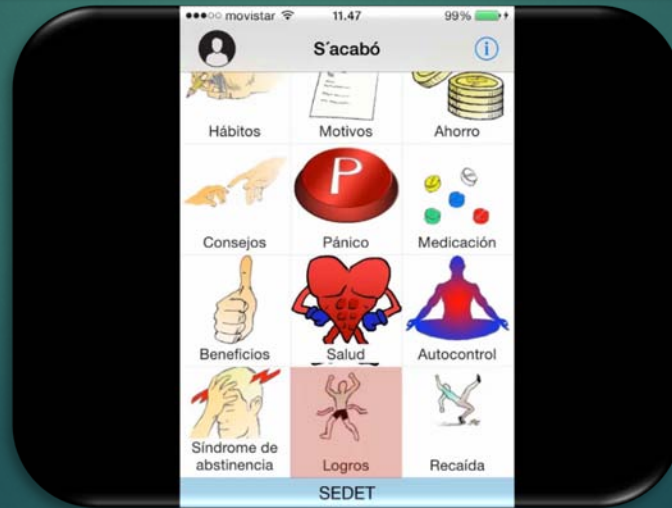 movistar 11.47 99%
S´acabó
Hábitos Motivos Ahorro
P
Consejos Pánico Medicación
Beneficios Salud Autocontrol
Síndrome de
abstinencia Logros Recaída
SEDET